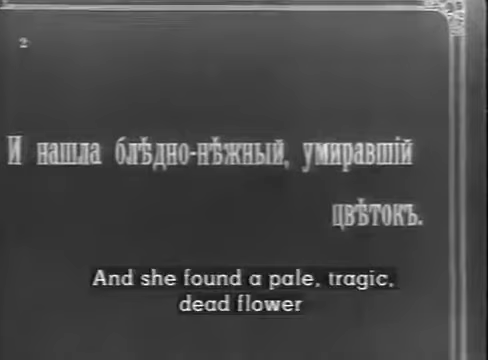 2
И нашла блѣдно-нѣжный, умиравшій
цвѣтокъ.
And she found a pale, tragic,
dead flower